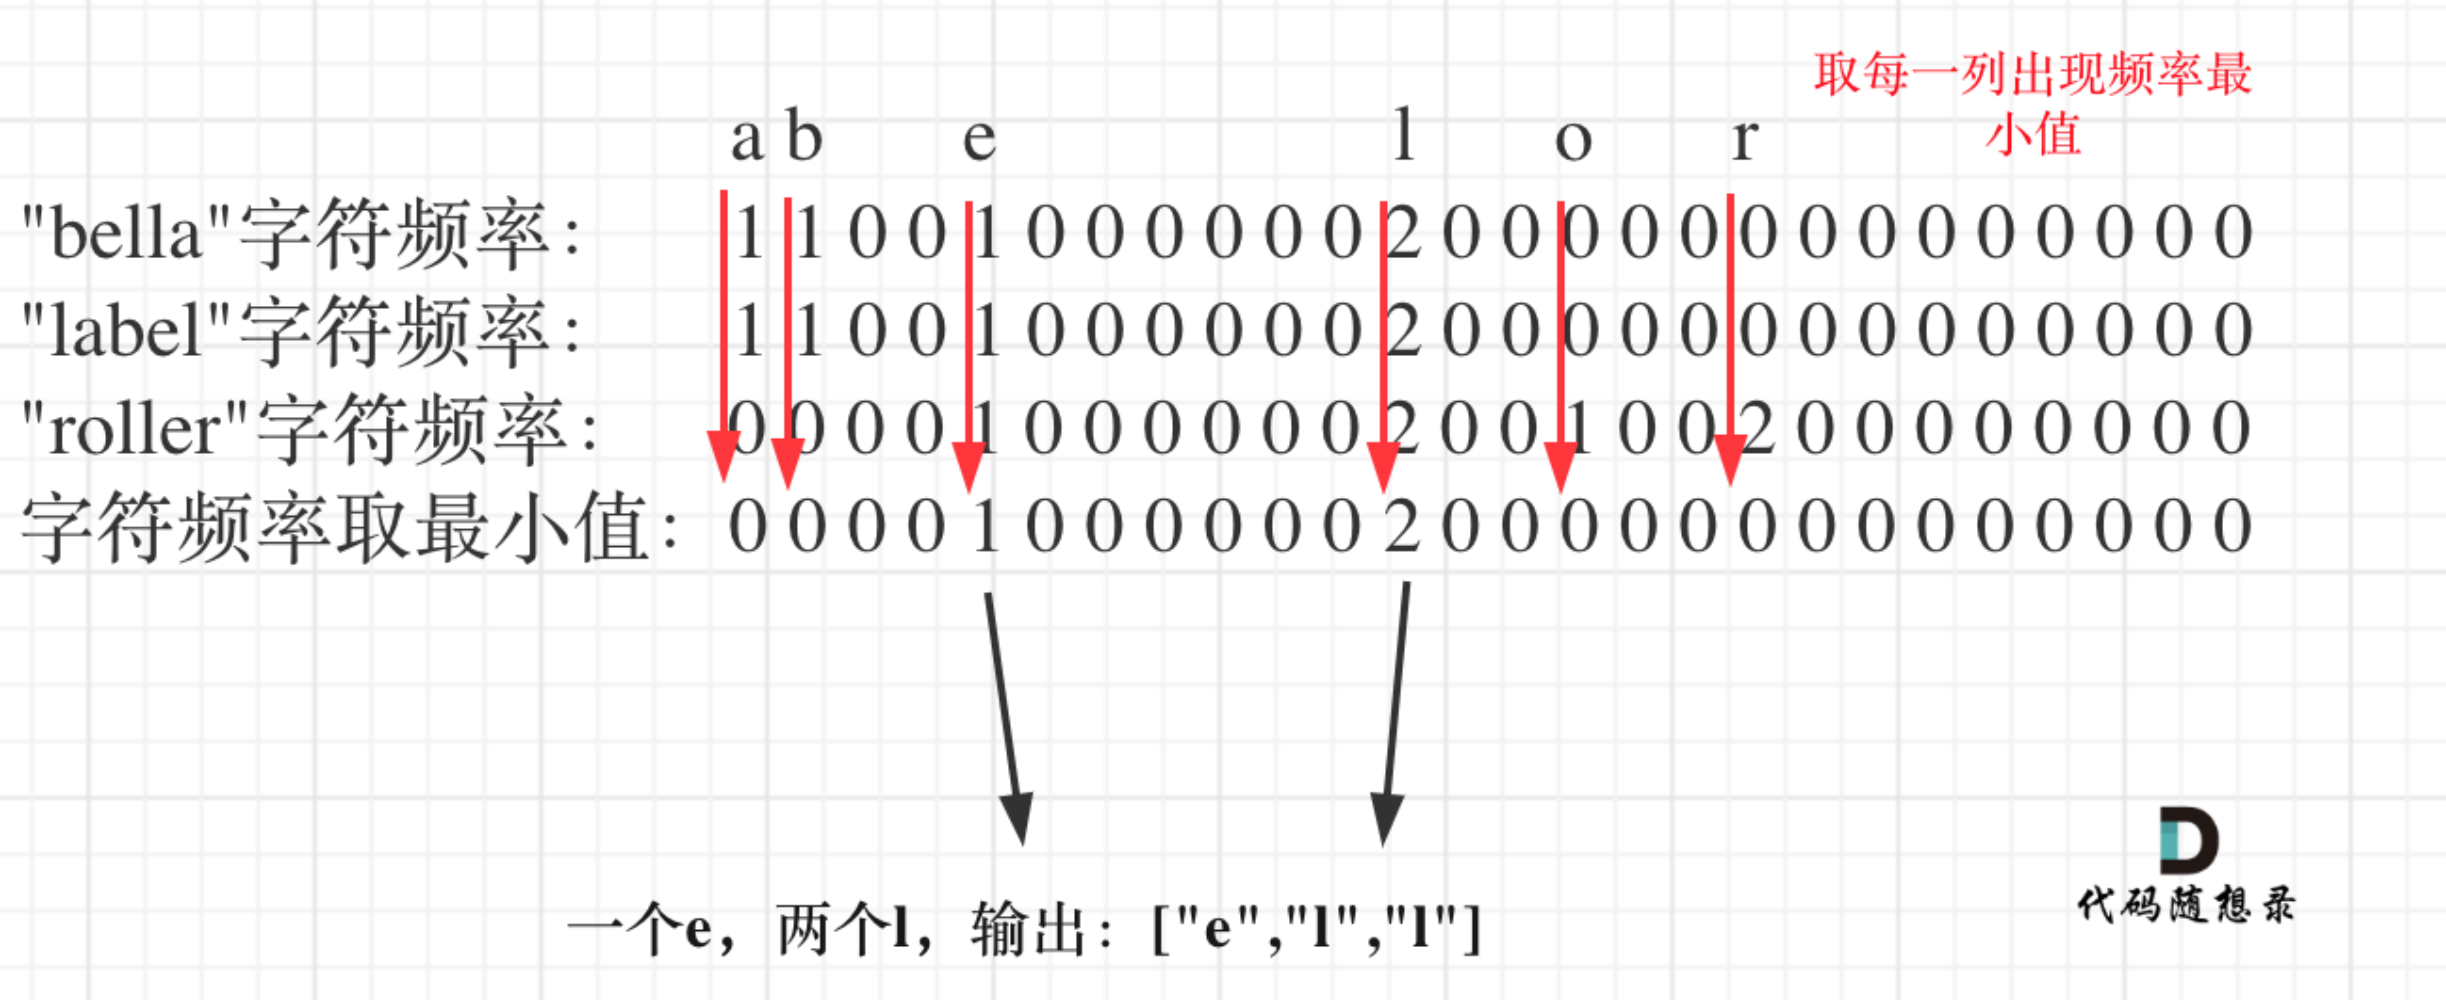 取每一列出现频率最
小值
a b e l o r
"bella"字符频率： 1 1 0 0 1 0 0 0 0 0 0 2 0 0 0 0 0 0 0 0 0 0 0 0 0 0
"label"字符频率： 1 1 0 0 1 0 0 0 0 0 0 2 0 0 0 0 0 0 0 0 0 0 0 0 0 0
"roller"字符频率： 0 0 0 0 1 0 0 0 0 0 0 2 0 0 1 0 0 2 0 0 0 0 0 0 0 0
字符频率取最小值： 0 0 0 0 1 0 0 0 0 0 0 2 0 0 0 0 0 0 0 0 0 0 0 0 0 0
一个e，两个l，输出：["e","l","l"]
代码随想录